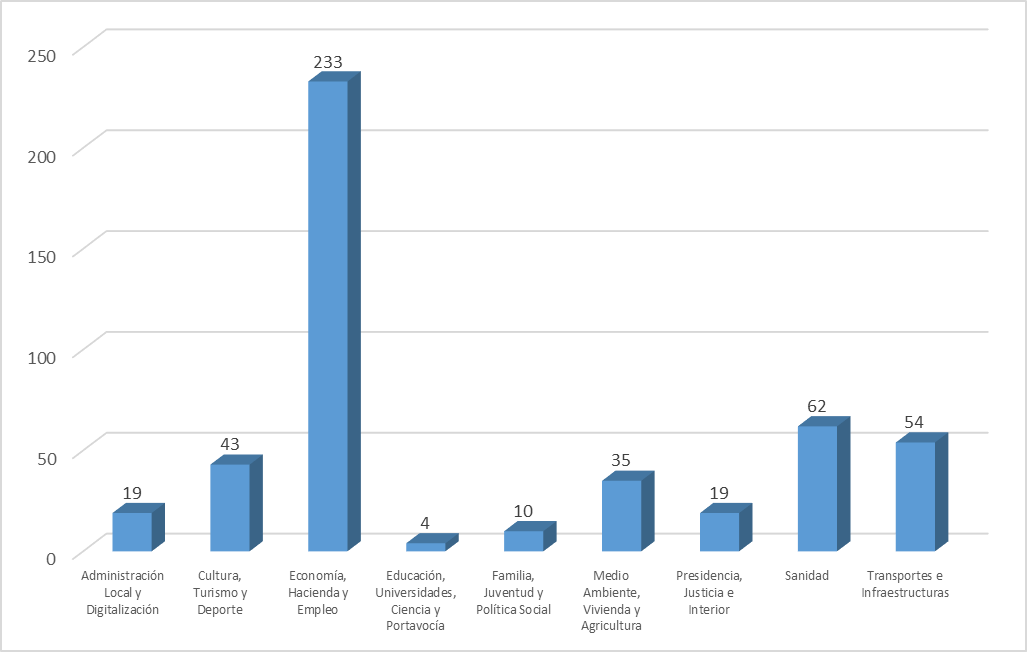 250
200
150
100
50
0
19
43
233
4
10
35
19
62
54
Administración
Local y
Digitalización
Cultura,
Turismo y
Deporte
Economía,
Hacienda y
Empleo
Educación,
Universidades,
Ciencia y
Portavocía
Familia,
Juventud y
Política Social
Medio
Ambiente,
Vivienda y
Agricultura
Presidencia,
Justicia e
Interior
Sanidad
Transportes e
Infraestructuras